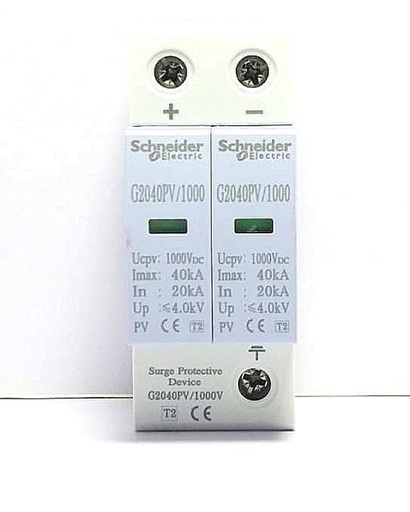 + −
Schneider Electric Schneider Electric
G2040PV/1000 G2040PV/1000
Ucpv: 1000VDC Ucpv: 1000VDC
Imax: 40kA Imax: 40kA
In : 20kA In : 20kA
Up :≤4.0kV Up :≤4.0kV
PV CE T2 PV CE T2
Surge Protective
Device
G2040PV/1000V
T2 CE